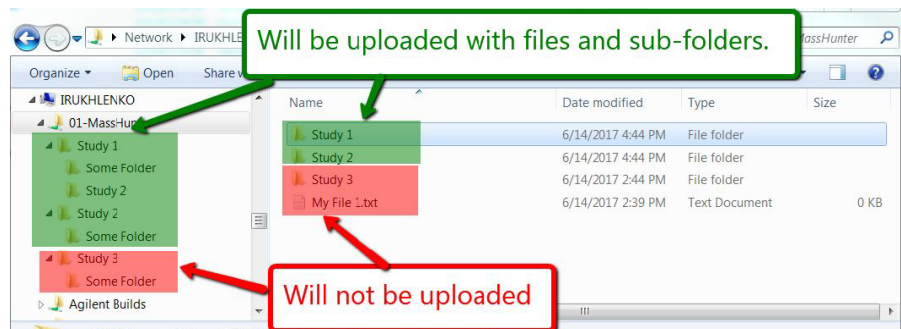 Will be uploaded with files and sub-folders.
Network ▸ IRUKHLE
MassHunter
Organize Open Share w
IRUKHLENKO
01-MassHun
Study 1
Some Folder
Study 2
Study 2
Some Folder
Study 3
Some Folder
Agilent Builds
Name Date modified Type Size
Study 1 6/14/2017 4:44 PM File folder
Study 2 6/14/2017 4:44 PM File folder
Study 3 6/14/2017 2:44 PM File folder
My File 1.txt 6/14/2017 2:39 PM Text Document 0 KB
Will not be uploaded